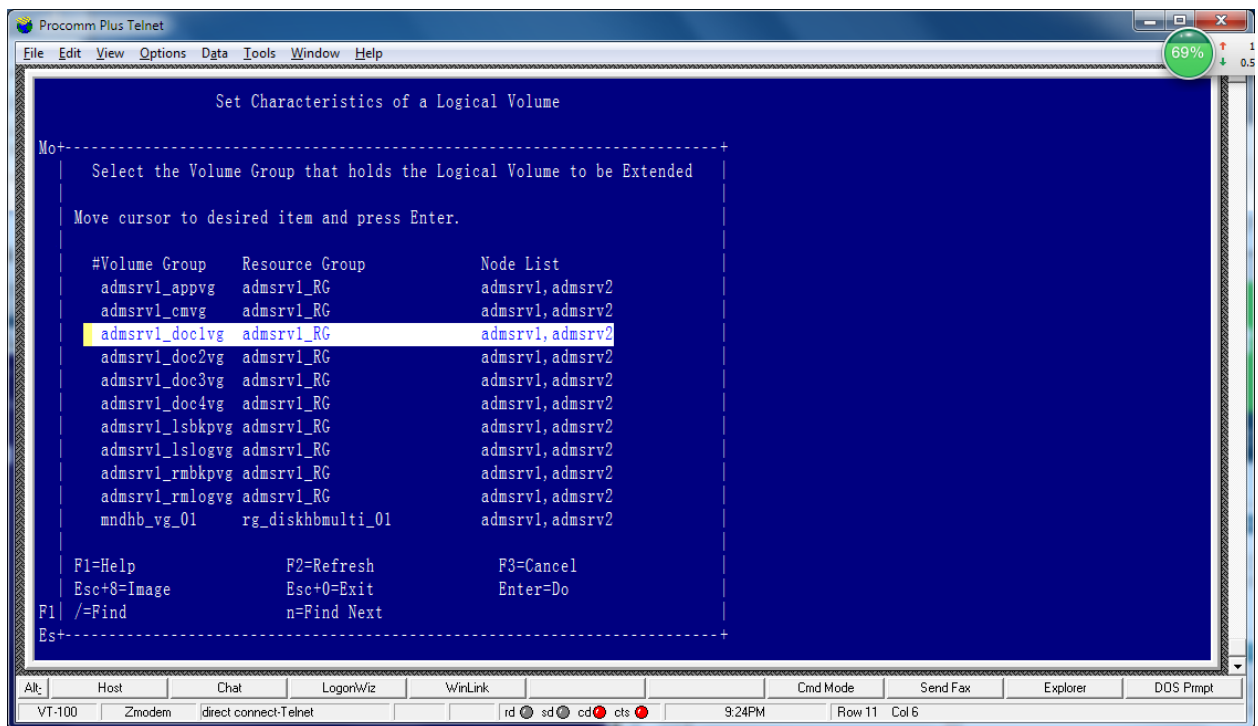 Procomm Plus Telnet
File Edit View Options Data Tools Window Help
69%
1
0.5
Set Characteristics of a Logical Volume
Mo+-----------------------------------------------------------------------+
Select the Volume Group that holds the Logical Volume to be Extended
Move cursor to desired item and press Enter.
#Volume Group Resource Group Node List
admsrv1_appvg admsrv1_RG admsrv1,admsrv2
admsrv1_cmvg admsrv1_RG admsrv1,admsrv2
admsrv1_doc1vg admsrv1_RG admsrv1,admsrv2
admsrv1_doc2vg admsrv1_RG admsrv1,admsrv2
admsrv1_doc3vg admsrv1_RG admsrv1,admsrv2
admsrv1_doc4vg admsrv1_RG admsrv1,admsrv2
admsrv1_lsbkpvg admsrv1_RG admsrv1,admsrv2
admsrv1_lslogvg admsrv1_RG admsrv1,admsrv2
admsrv1_rmbkpvg admsrv1_RG admsrv1,admsrv2
admsrv1_rmlogvg admsrv1_RG admsrv1,admsrv2
mndhb_vg_01 rg_diskhbmulti_01 admsrv1,admsrv2
F1=Help F2=Refresh F3=Cancel
Esc+8=Image Esc+0=Exit Enter=Do
F1| /=Find n=Find Next
Es+-----------------------------------------------------------------------+
Alt- Host Chat LogonWiz WinLink Cmd Mode Send Fax Explorer DOS Prmpt
VT-100 Zmodem direct connect-Telnet rd sd cd cts 9:24PM Row 11 Col 6